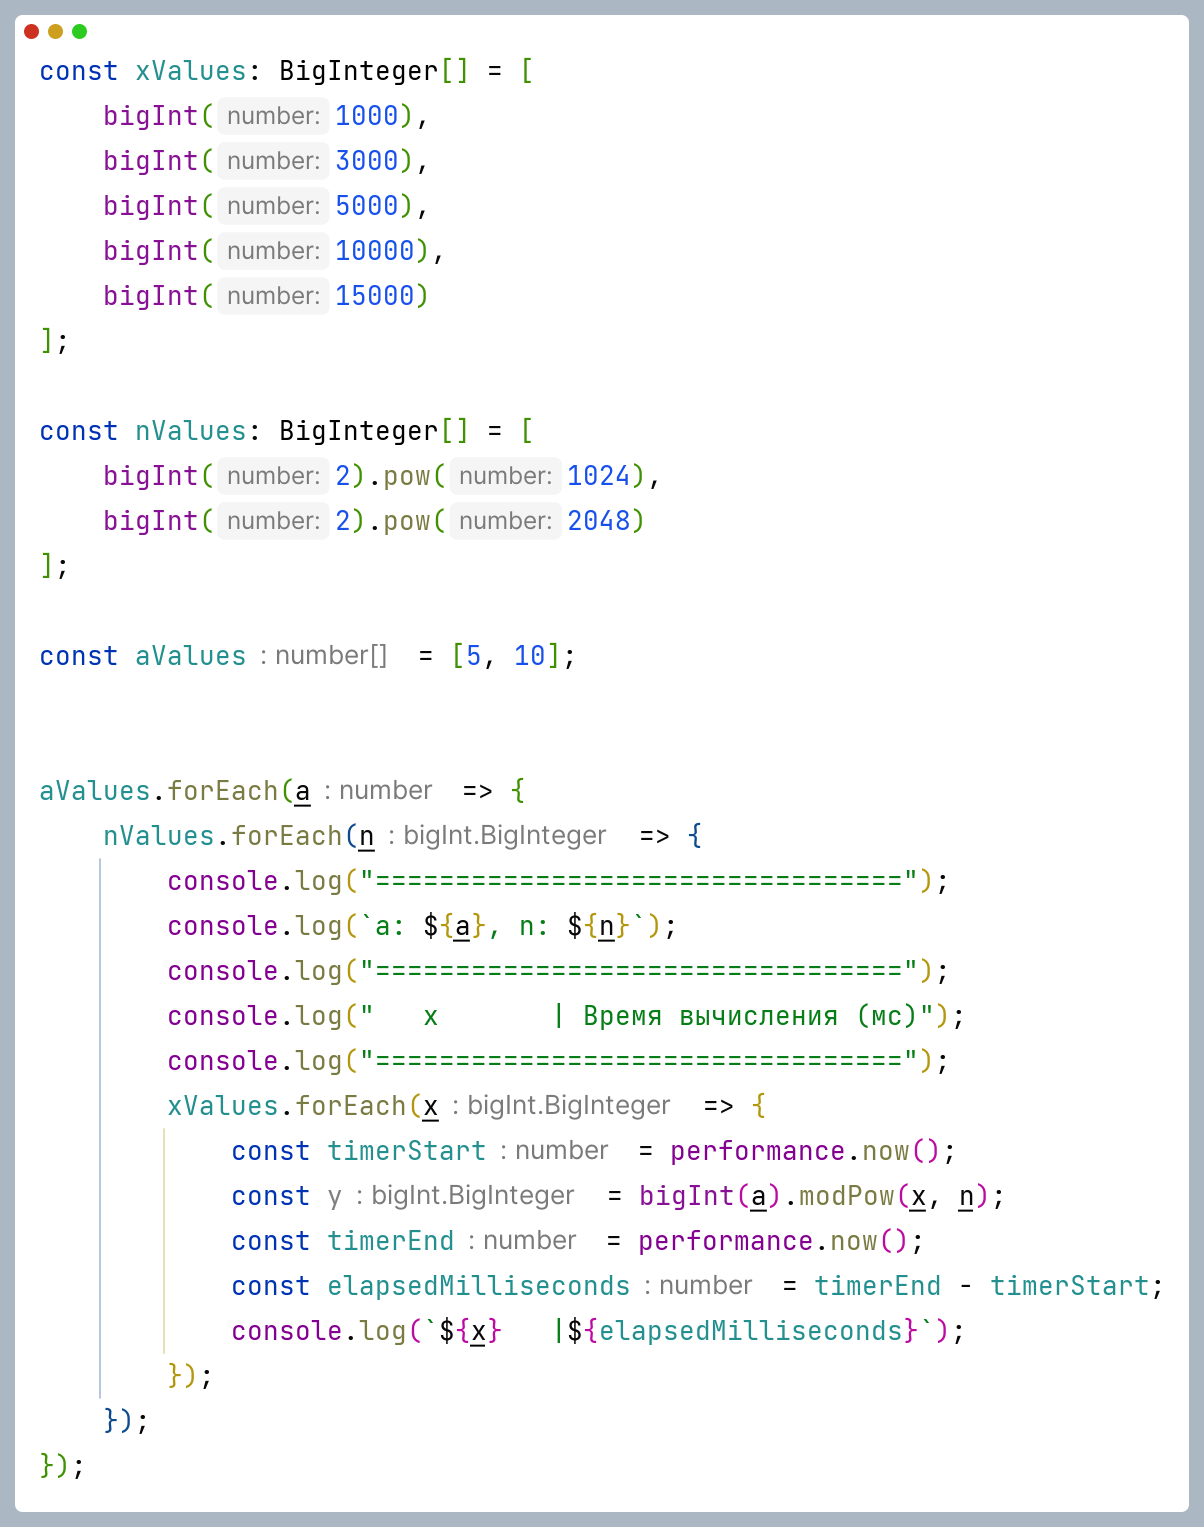 const xValues: BigInteger[] = [
    bigInt( number: 1000),
    bigInt( number: 3000),
    bigInt( number: 5000),
    bigInt( number: 10000),
    bigInt( number: 15000)
];

const nValues: BigInteger[] = [
    bigInt( number: 2).pow( number: 1024),
    bigInt( number: 2).pow( number: 2048)
];

const aValues : number[]  = [5, 10];

aValues.forEach(a : number  => {
    nValues.forEach(n : bigInt.BigInteger  => {
        console.log("=================================");
        console.log(`a: ${a}, n: ${n}`);
        console.log("=================================");
        console.log("   x       | Время вычисления (мс)");
        console.log("=================================");
        xValues.forEach(x : bigInt.BigInteger  => {
            const timerStart : number  = performance.now();
            const y : bigInt.BigInteger  = bigInt(a).modPow(x, n);
            const timerEnd : number  = performance.now();
            const elapsedMilliseconds : number  = timerEnd - timerStart;
            console.log(`${x}   |${elapsedMilliseconds}`);
        });
    });
});